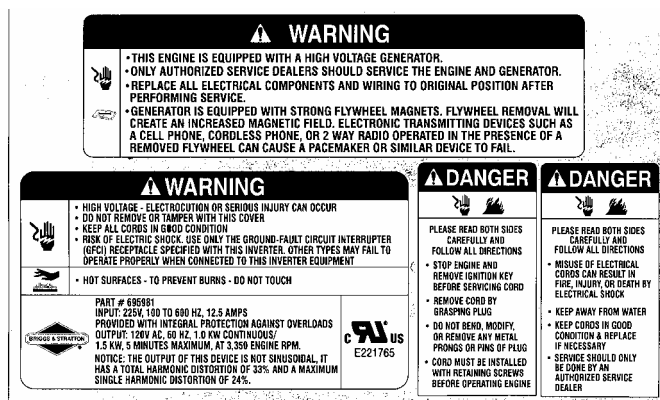 WARNING
• THIS ENGINE IS EQUIPPED WITH A HIGH VOLTAGE GENERATOR.
• ONLY AUTHORIZED SERVICE DEALERS SHOULD SERVICE THE ENGINE AND GENERATOR.
• REPLACE ALL ELECTRICAL COMPONENTS AND WIRING TO ORIGINAL POSITION AFTER
PERFORMING SERVICE.
• GENERATOR IS EQUIPPED WITH STRONG FLYWHEEL MAGNETS. FLYWHEEL REMOVAL WILL
CREATE AN INCREASED MAGNETIC FIELD. ELECTRONIC TRANSMITTING DEVICES SUCH AS
A CELL PHONE, CORDLESS PHONE, OR 2 WAY RADIO OPERATED IN THE PRESENCE OF A
REMOVED FLYWHEEL CAN CAUSE A PACEMAKER OR SIMILAR DEVICE TO FAIL.
WARNING
• HIGH VOLTAGE - ELECTROCUTION OR SERIOUS INJURY CAN OCCUR
• DO NOT REMOVE OR TAMPER WITH THIS COVER
• KEEP ALL CORDS IN GOOD CONDITION
• RISK OF ELECTRIC SHOCK. USE ONLY THE GROUND-FAULT CIRCUIT INTERRUPTER
(GFCI) RECEPTACLE SPECIFIED WITH THIS INVERTER. OTHER TYPES MAY FAIL TO
OPERATE PROPERLY WHEN CONNECTED TO THIS INVERTER EQUIPMENT
• HOT SURFACES - TO PREVENT BURNS - DO NOT TOUCH
BRIGGS & STRATTON
PART # 695981
INPUT: 225V, 100 TO 600 HZ, 12.5 AMPS
PROVIDED WITH INTEGRAL PROTECTION AGAINST OVERLOADS
OUTPUT: 120V AC, 60 HZ, 1.0 KW CONTINUOUS/
1.5 KW, 5 MINUTES MAXIMUM, AT 3,350 ENGINE RPM.
NOTICE: THE OUTPUT OF THIS DEVICE IS NOT SINUSOIDAL, IT
HAS A TOTAL HARMONIC DISTORTION OF 33% AND A MAXIMUM
SINGLE HARMONIC DISTORTION OF 24%.
C UR US
E221765
DANGER
PLEASE READ BOTH SIDES
CAREFULLY AND
FOLLOW ALL DIRECTIONS
• STOP ENGINE AND
REMOVE IGNITION KEY
BEFORE SERVICING CORD
• REMOVE CORD BY
GRASPING PLUG
• DO NOT BEND, MODIFY,
OR REMOVE ANY METAL
PRONGS OR PINS OF PLUG
• CORD MUST BE INSTALLED
WITH RETAINING SCREWS
BEFORE OPERATING ENGINE
DANGER
PLEASE READ BOTH SIDES
CAREFULLY AND
FOLLOW ALL DIRECTIONS
• MISUSE OF ELECTRICAL
CORDS CAN RESULT IN
FIRE, INJURY, OR DEATH BY
ELECTRICAL SHOCK
• KEEP AWAY FROM WATER
• KEEP CORDS IN GOOD
CONDITION & REPLACE
IF NECESSARY
• SERVICE SHOULD ONLY
BE DONE BY AN
AUTHORIZED SERVICE
DEALER